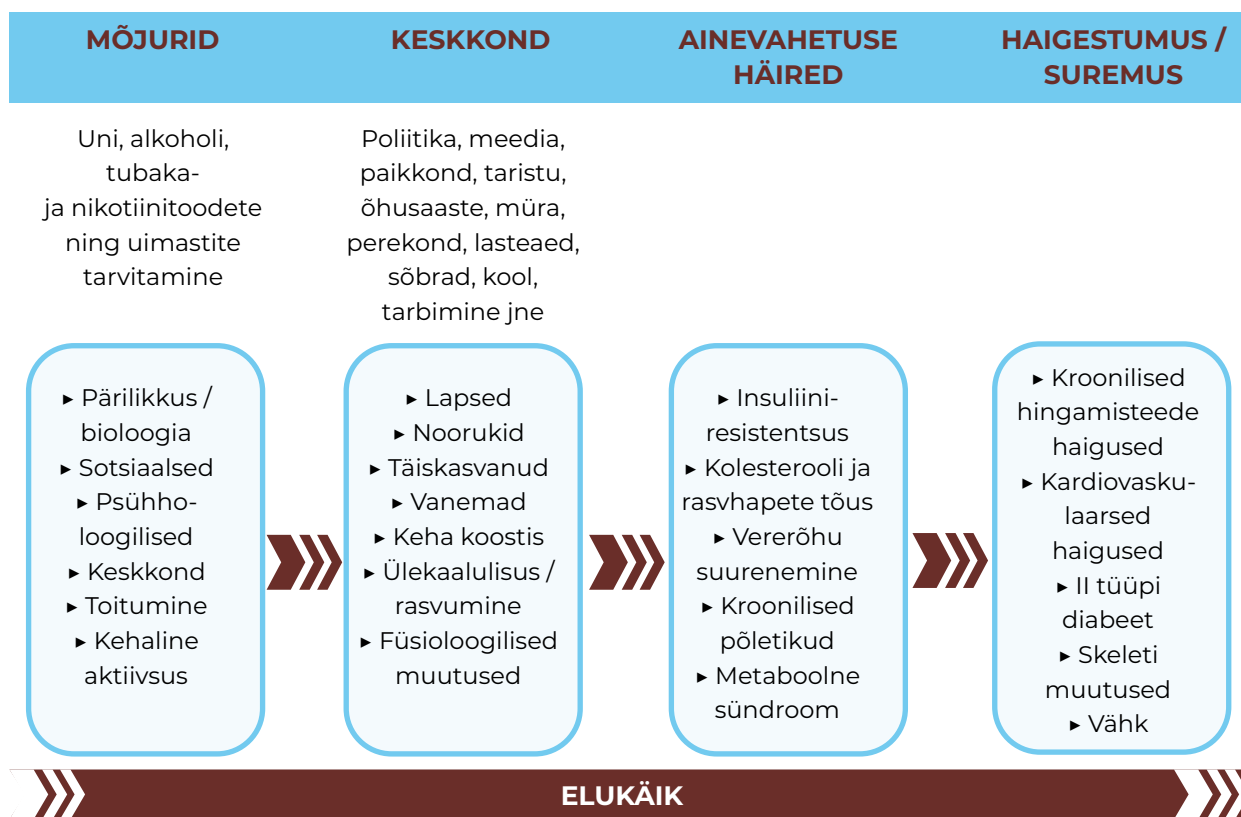 MÕJURID
Uni, alkoholi,
tubaka-
ja nikotiinitoodete
ning uimastite
tarvitamine
▸ Pärilikkus /
bioloogia
▸ Sotsiaalsed
▸ Psühho-
loogilised
▸ Keskkond
▸ Toitumine
▸ Kehaline
aktiivsus
KESKKOND
Poliitika, meedia,
paikkond, taristu,
õhusaaste, müra,
perekond, lasteaed,
sõbrad, kool,
tarbimine jne
▸ Lapsed
▸ Noorukid
▸ Täiskasvanud
▸ Vanemad
▸ Keha koostis
▸ Ülekaalulisus /
rasvumine
▸ Füsioloogilised
muutused
AINEVAHETUSE
HÄIRED
▸ Insuliini-
resistentsus
▸ Kolesterooli ja
rasvhapete tõus
▸ Vererõhu
suurenemine
▸ Kroonilised
põletikud
▸ Metaboolne
sündroom
HAIGESTUMUS /
SUREMUS
▸ Kroonilised
hingamisteede
haigused
▸ Kardiovasku-
laarsed
haigused
▸ II tüüpi
diabeet
▸ Skeleti
muutused
▸ Vähk
ELUKÄIK